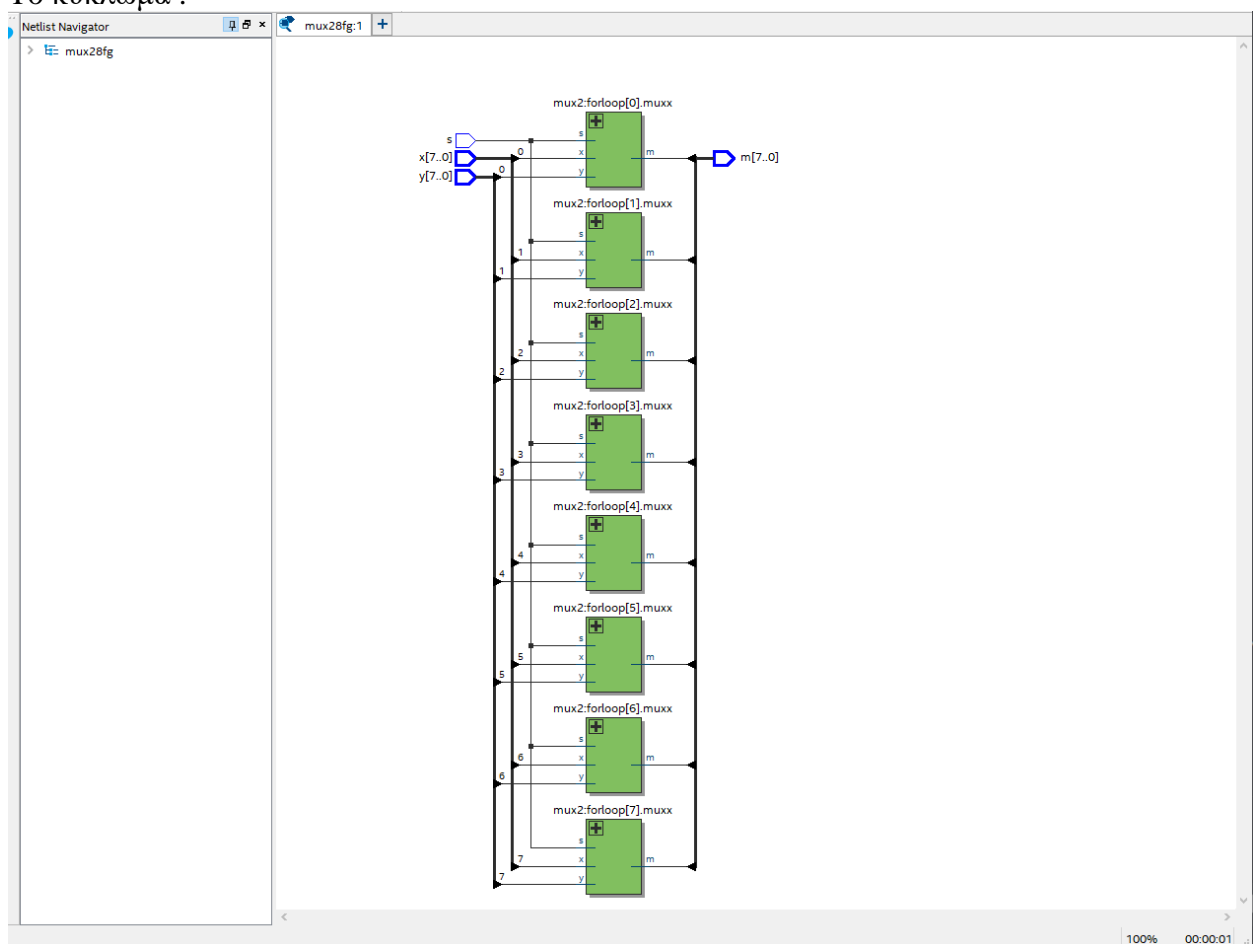 Το κύκλωμα :
Netlist Navigator
mux28fg:1
mux28fg
mux2:forloop[0].muxx
s
x[7..0]
y[7..0]
0
0
s
x
y
m
m[7..0]
mux2:forloop[1].muxx
1
1
s
x
y
m
mux2:forloop[2].muxx
2
2
s
x
y
m
mux2:forloop[3].muxx
3
3
s
x
y
m
mux2:forloop[4].muxx
4
4
s
x
y
m
mux2:forloop[5].muxx
5
5
s
x
y
m
mux2:forloop[6].muxx
6
6
s
x
y
m
mux2:forloop[7].muxx
7
7
s
x
y
m
100% 00:00:01